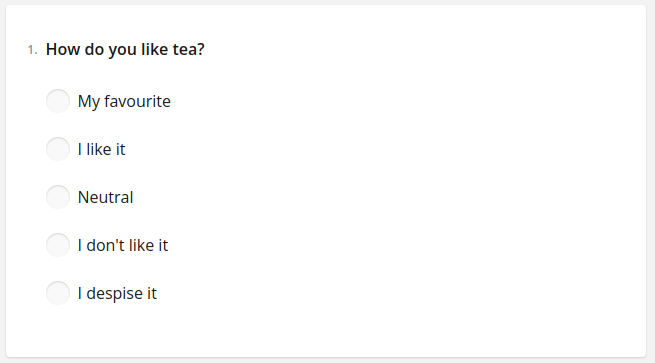 1. How do you like tea?
My favourite
I like it
Neutral
I don't like it
I despise it